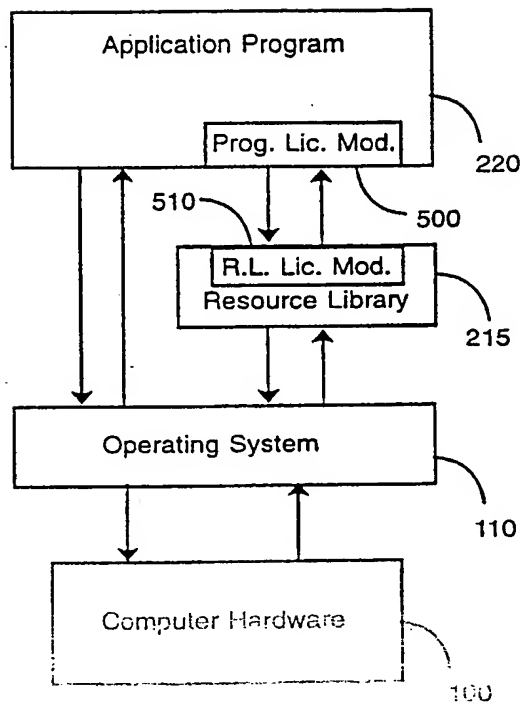 Application Program
Prog. Lic. Mod.
220
500
510
R.L. Lic. Mod.
Resource Library
215
Operating System
110
Computer Hardware
100